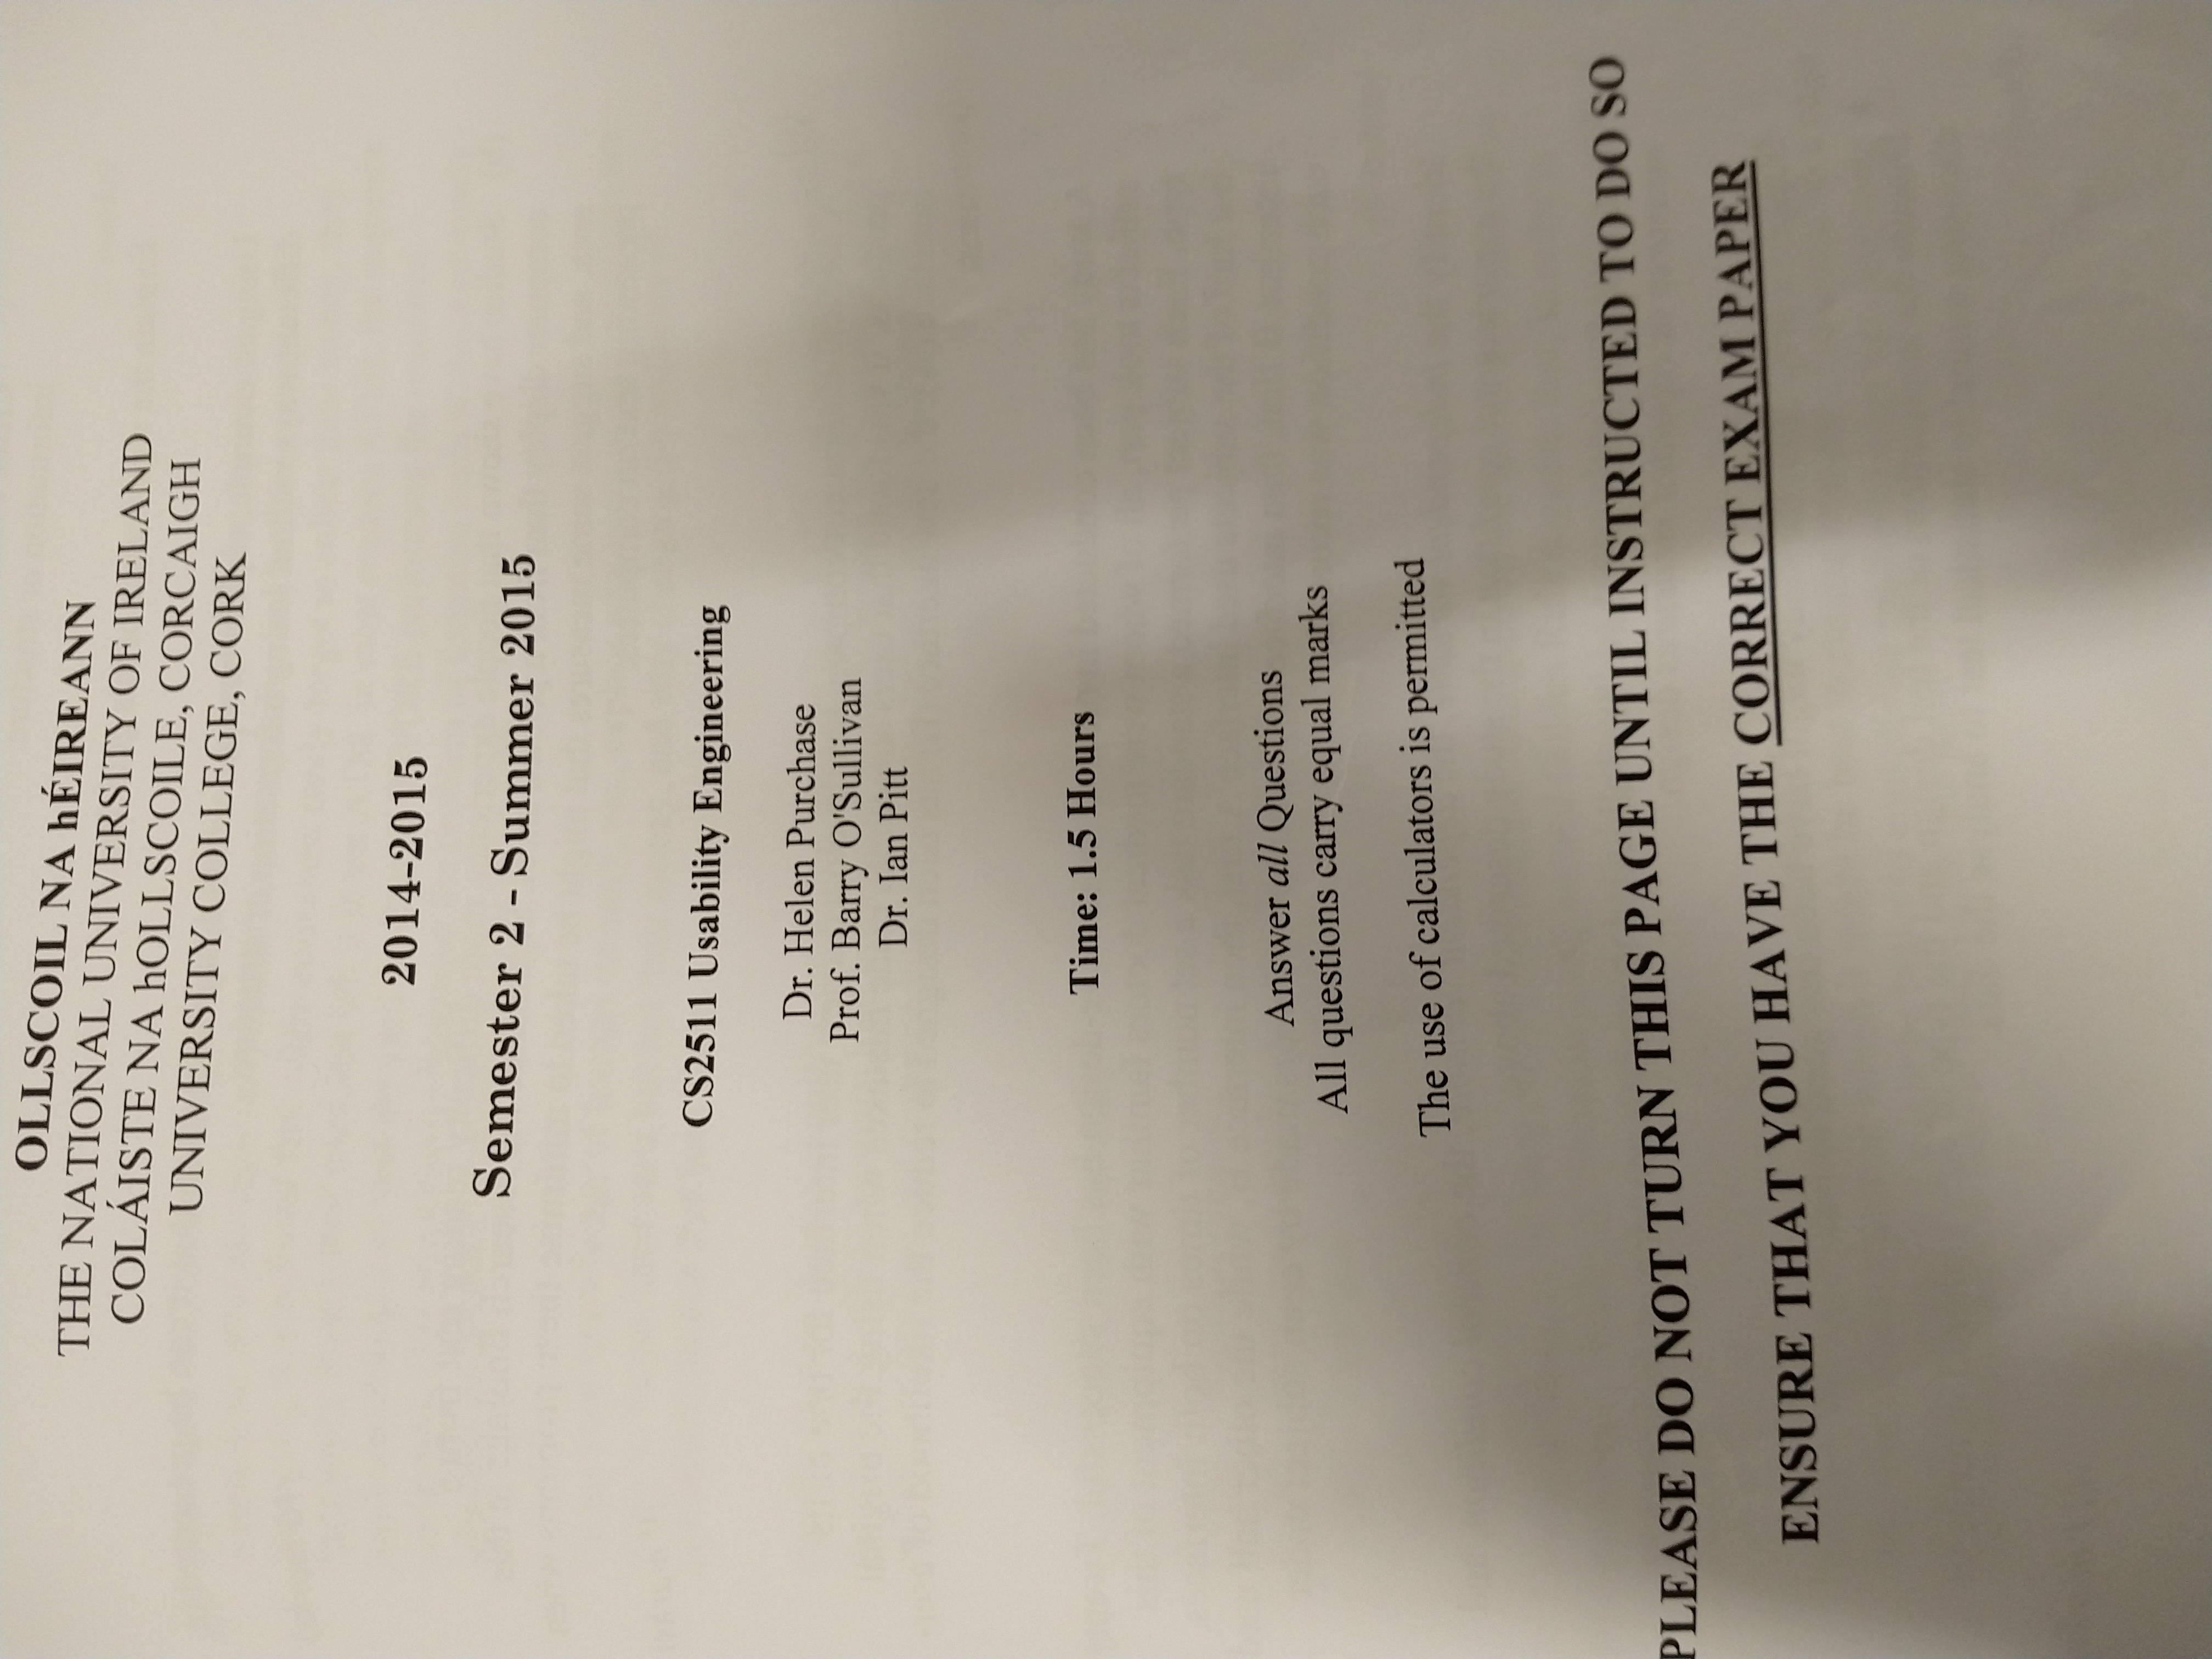 OLLSCOIL NA hÉIREANN
THE NATIONAL UNIVERSITY OF IRELAND
COLÁISTE NA hOLLSCOILE, CORCAIGH
UNIVERSITY COLLEGE, CORK
2014-2015
Semester 2 - Summer 2015
CS2511 Usability Engineering
Dr. Helen Purchase
Prof. Barry O'Sullivan
Dr. Ian Pitt
Time: 1.5 Hours
Answer all Questions
All questions carry equal marks
The use of calculators is permitted
PLEASE DO NOT TURN THIS PAGE UNTIL INSTRUCTED TO DO SO
ENSURE THAT YOU HAVE THE CORRECT EXAM PAPER